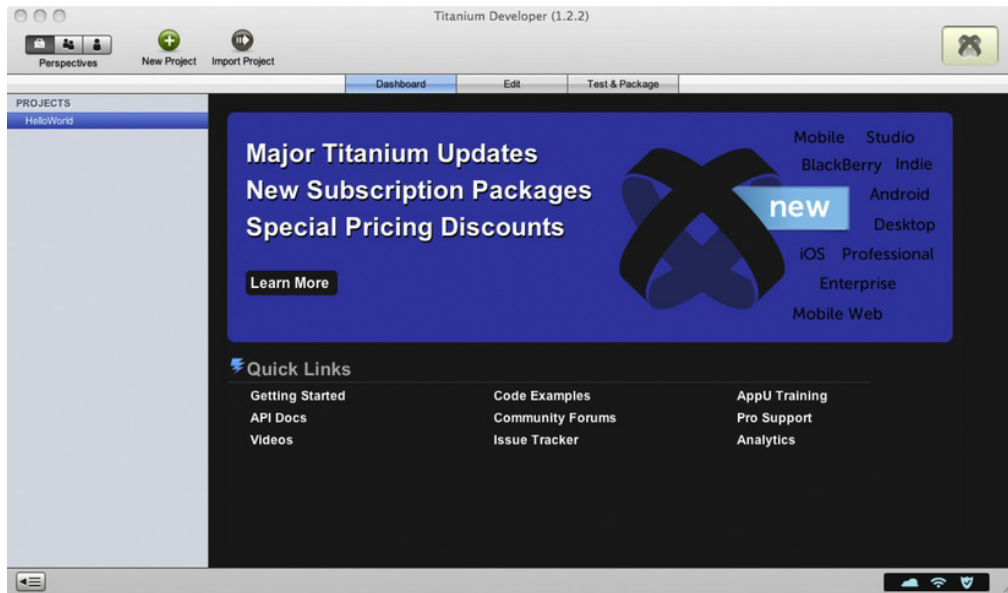 Titanium Developer (1.2.2)
Perspectives
New Project
Import Project
Dashboard
Edit
Test & Package
PROJECTS
HelloWorld
Major Titanium Updates
New Subscription Packages
Special Pricing Discounts
Learn More
new
Mobile Studio
BlackBerry Indie
Android
Desktop
iOS Professional
Enterprise
Mobile Web
Quick Links
Getting Started Code Examples AppU Training
API Docs Community Forums Pro Support
Videos Issue Tracker Analytics